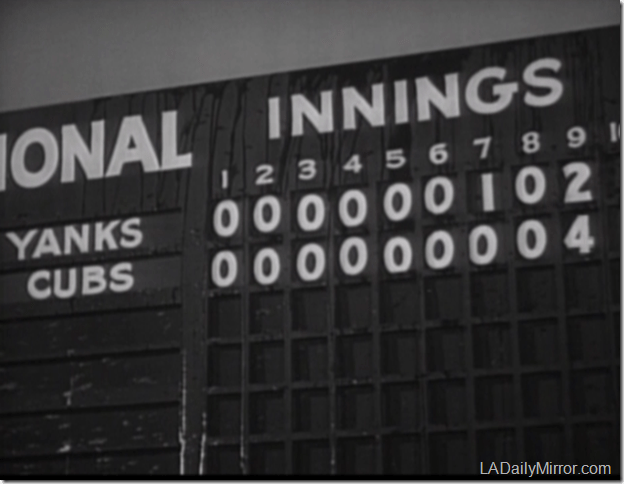 IONAL INNINGS
1 2 3 4 5 6 7 8 9
YANKS 0 0 0 0 0 0 1 0 2
CUBS 0 0 0 0 0 0 0 0 4
LADailyMirror.com